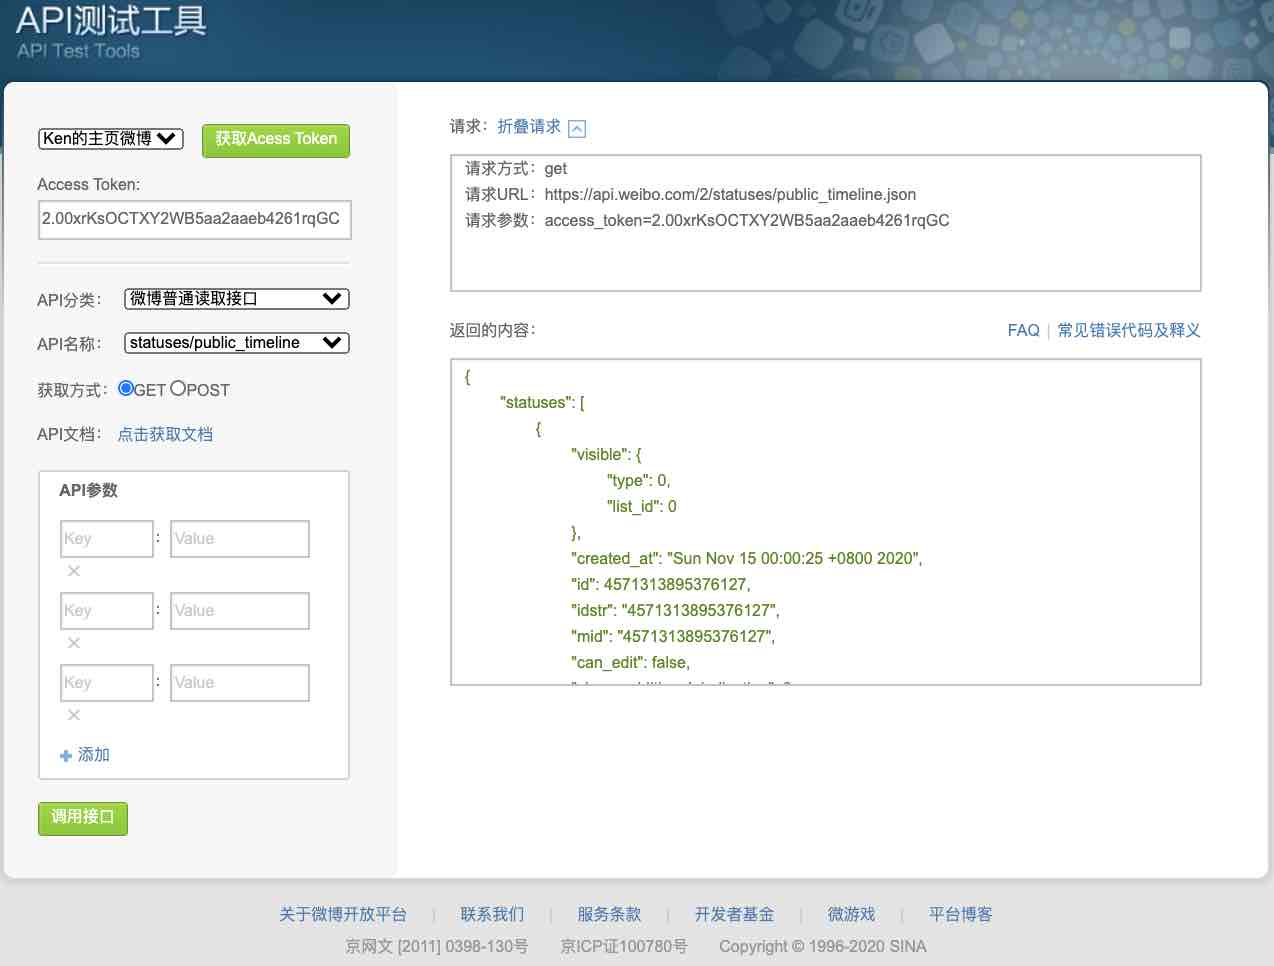 API测试工具
API Test Tools
Ken的主页微博
获取Acess Token
Access Token:
2.00xrKsOCTXY2WB5aa2aaeb4261rqGC
API分类：
微博普通读取接口
API名称：
statuses/public_timeline
获取方式：
GET POST
API文档：
点击获取文档
API参数
Key : Value
Key : Value
Key : Value
添加
调用接口
请求：折叠请求
请求方式：get
请求URL：https://api.weibo.com/2/statuses/public_timeline.json
请求参数：access_token=2.00xrKsOCTXY2WB5aa2aaeb4261rqGC
返回的内容：
FAQ | 常见错误代码及释义
{
"statuses": [
{
"visible": {
"type": 0,
"list_id": 0
},
"created_at": "Sun Nov 15 00:00:25 +0800 2020",
"id": 4571313895376127,
"idstr": "4571313895376127",
"mid": "4571313895376127",
"can_edit": false,
关于微博开放平台 | 联系我们 | 服务条款 | 开发者基金 | 微游戏 | 平台博客
京网文 [2011] 0398-130号 京ICP证100780号 Copyright © 1996-2020 SINA